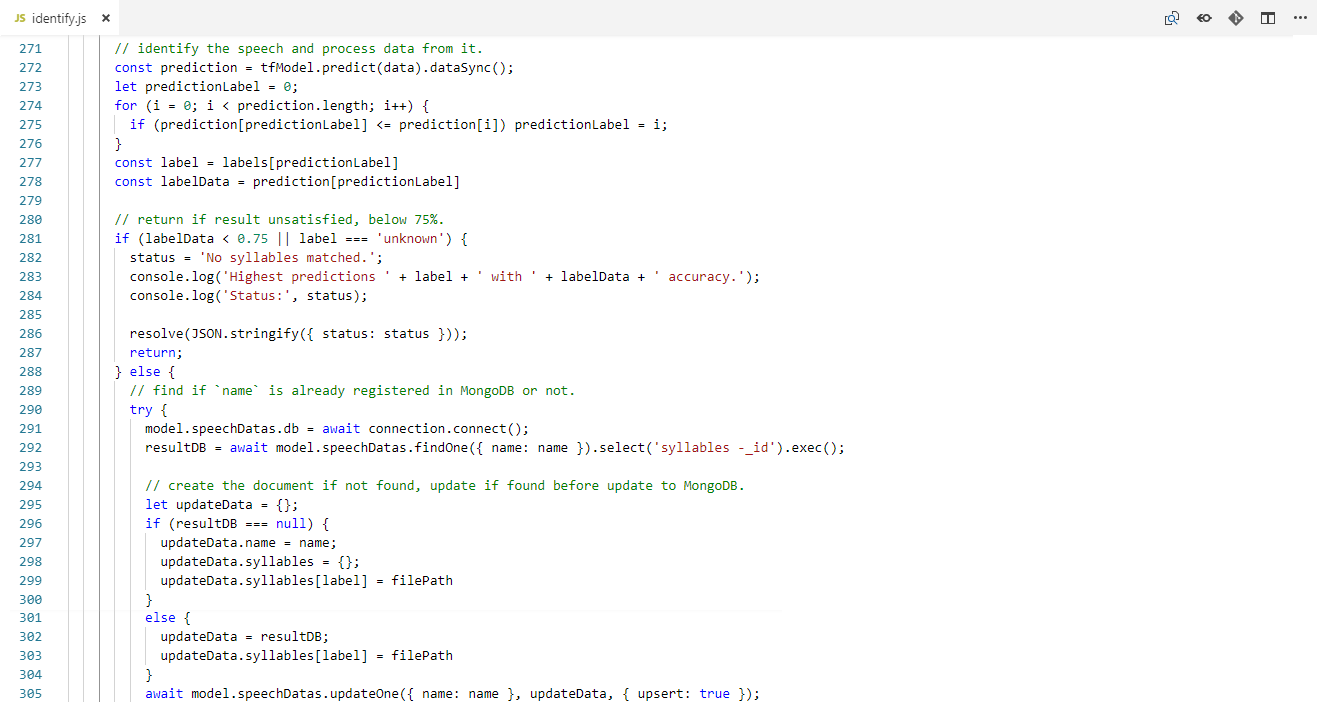 JS identify.js ×
271 // identify the speech and process data from it.
272 const prediction = tfModel.predict(data).dataSync();
273 let predictionLabel = 0;
274 for (i = 0; i < prediction.length; i++) {
275 if (prediction[predictionLabel] <= prediction[i]) predictionLabel = i;
276 }
277 const label = labels[predictionLabel]
278 const labelData = prediction[predictionLabel]
279
280 // return if result unsatisfied, below 75%.
281 if (labelData < 0.75 || label === 'unknown') {
282 status = 'No syllables matched.';
283 console.log('Highest predictions ' + label + ' with ' + labelData + ' accuracy.');
284 console.log('Status:', status);
285
286 resolve(JSON.stringify({ status: status }));
287 return;
288 } else {
289 // find if `name` is already registered in MongoDB or not.
290 try {
291 model.speechDatas.db = await connection.connect();
292 resultDB = await model.speechDatas.findOne({ name: name }).select('syllables -_id').exec();
293
294 // create the document if not found, update if found before update to MongoDB.
295 let updateData = {};
296 if (resultDB === null) {
297 updateData.name = name;
298 updateData.syllables = {};
299 updateData.syllables[label] = filePath
300 }
301 else {
302 updateData = resultDB;
303 updateData.syllables[label] = filePath
304 }
305 await model.speechDatas.updateOne({ name: name }, updateData, { upsert: true });